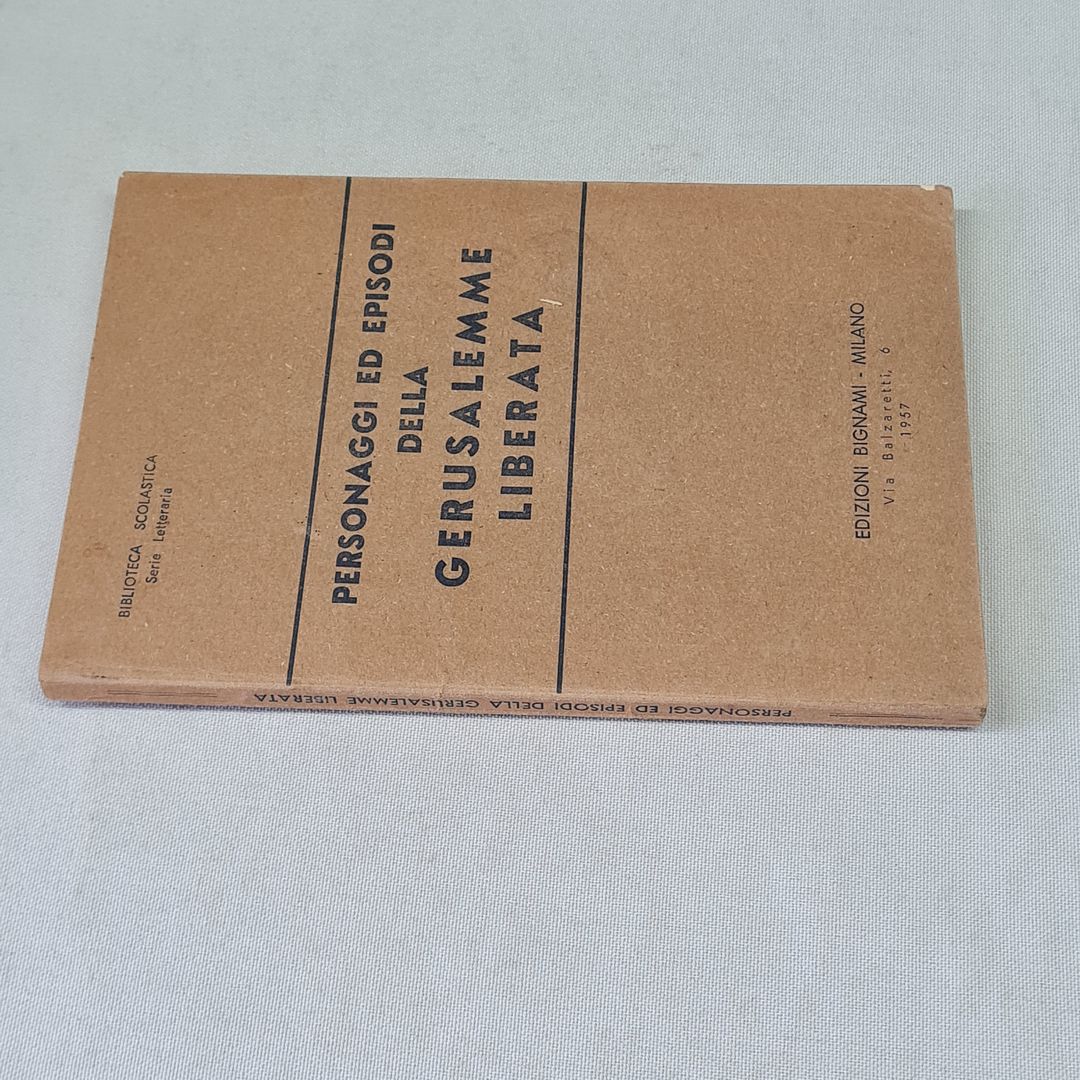 BIBLIOTECA SCOLASTICA
Serie Letteraria
PERSONAGGI ED EPISODI
DELLA
GERUSALEMME
LIBERATA
EDIZIONI BIGNAMI - MILANO
Via Balzaretti, 6
1957
PERSONAGGI ED EPISODI DELLA GERUSALEMME LIBERATA